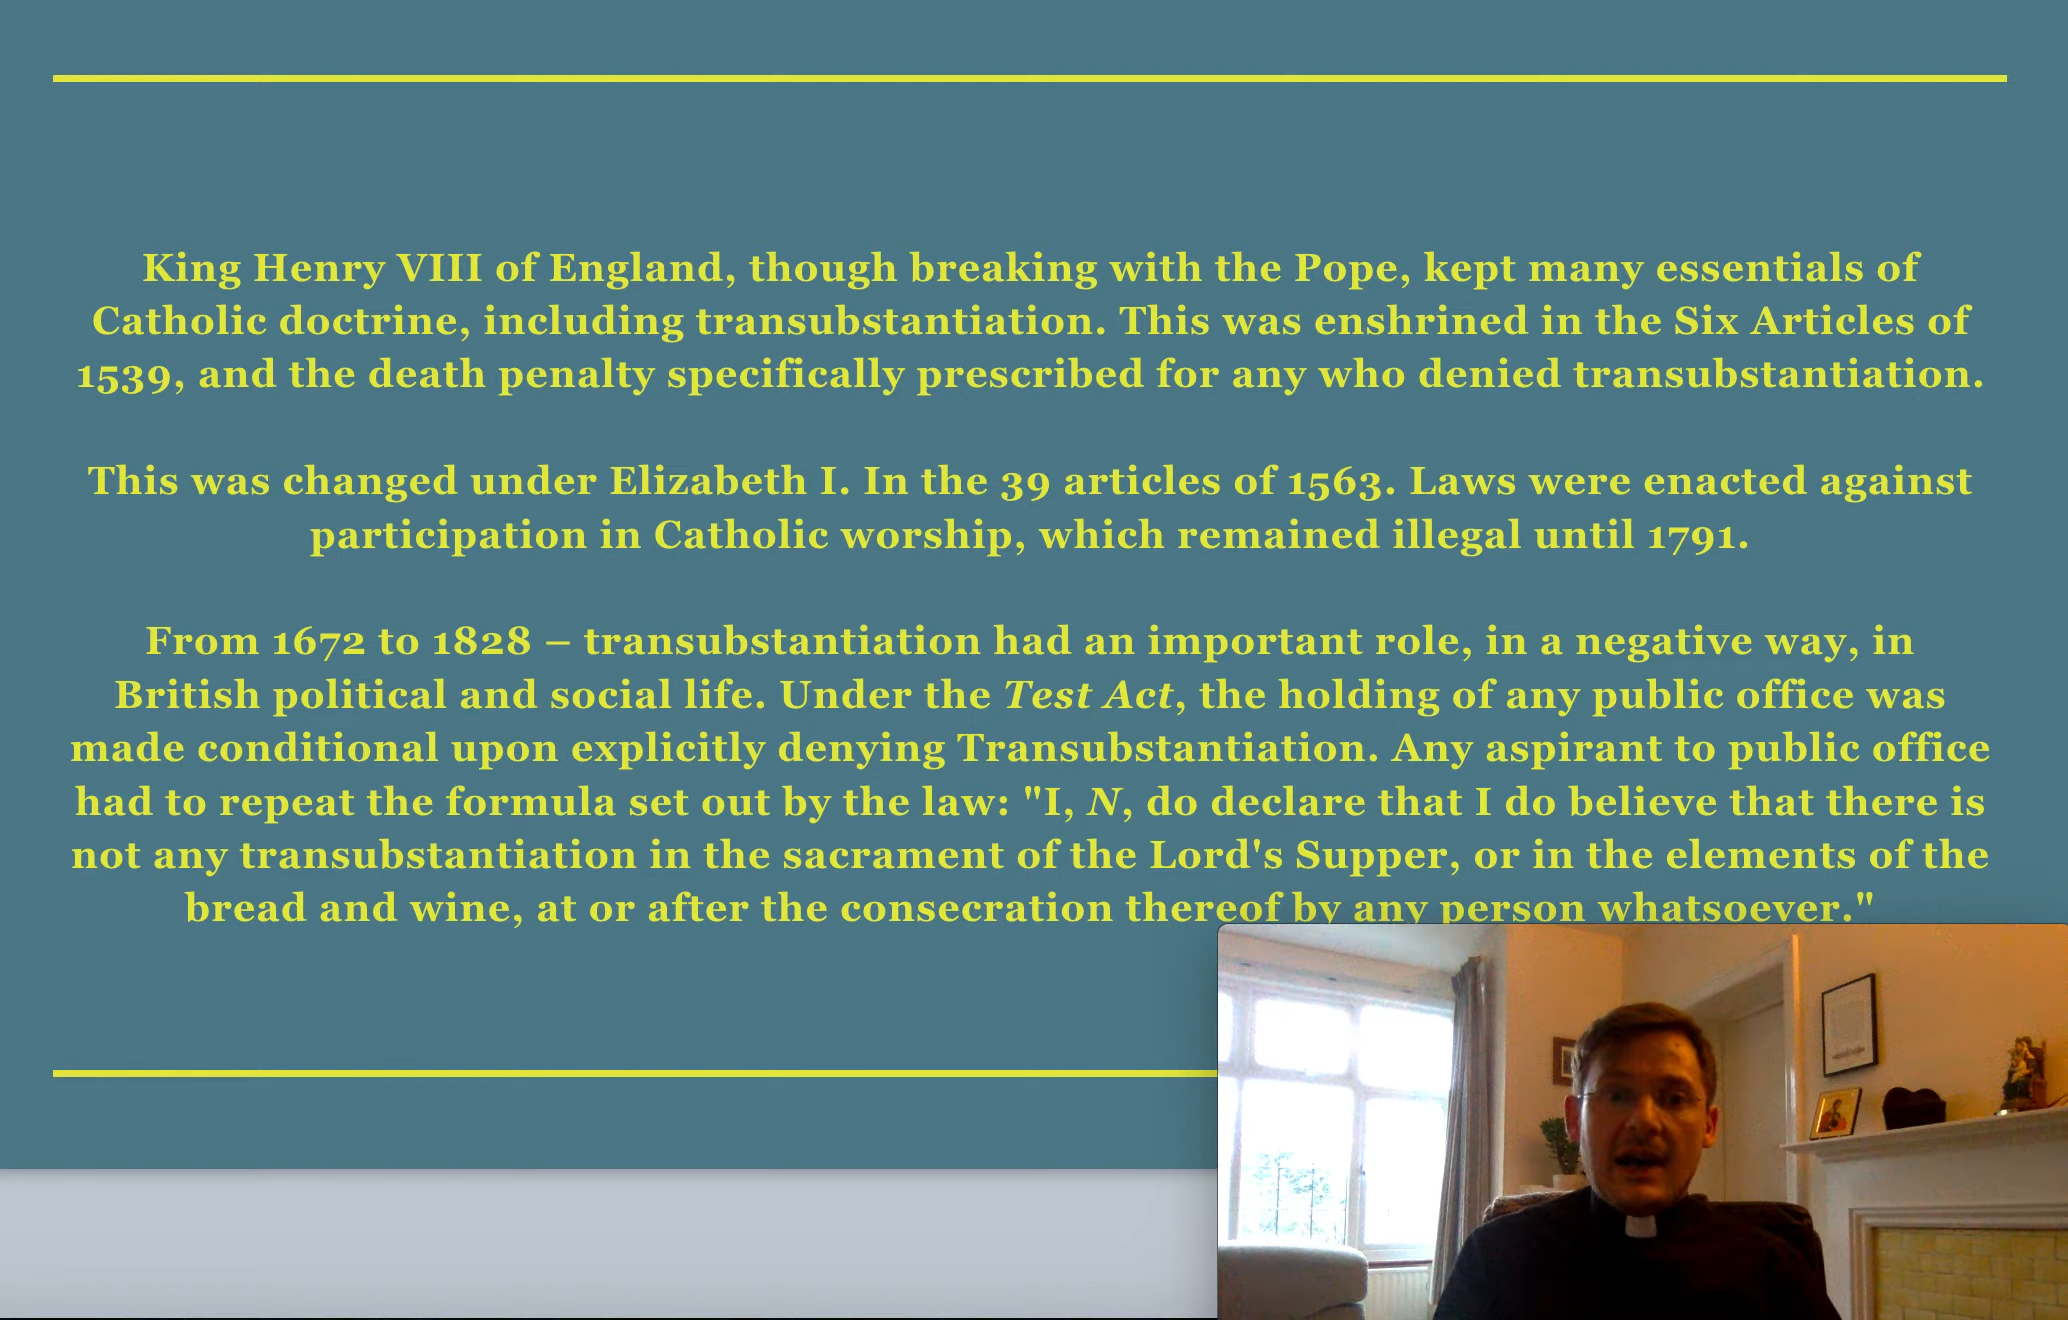 King Henry VIII of England, though breaking with the Pope, kept many essentials of
Catholic doctrine, including transubstantiation. This was enshrined in the Six Articles of
1539, and the death penalty specifically prescribed for any who denied transubstantiation.
This was changed under Elizabeth I. In the 39 articles of 1563. Laws were enacted against
participation in Catholic worship, which remained illegal until 1791.
From 1672 to 1828 – transubstantiation had an important role, in a negative way, in
British political and social life. Under the Test Act, the holding of any public office was
made conditional upon explicitly denying Transubstantiation. Any aspirant to public office
had to repeat the formula set out by the law: "I, N, do declare that I do believe that there is
not any transubstantiation in the sacrament of the Lord's Supper, or in the elements of the
bread and wine, at or after the consecration thereof by any person whatsoever."